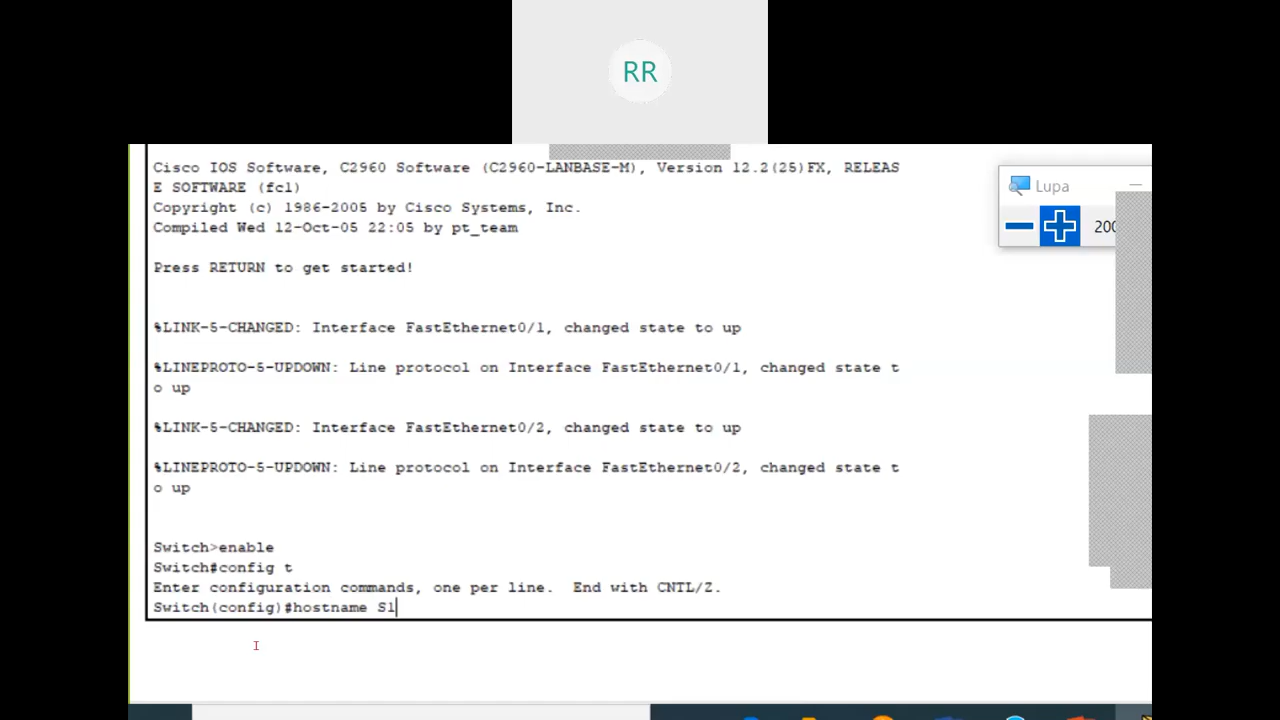 RR
Cisco IOS Software, C2960 Software (C2960-LANBASE-M), Version 12.2(25)FX, RELEAS
E SOFTWARE (fc1)
Copyright (c) 1986-2005 by Cisco Systems, Inc.
Compiled Wed 12-Oct-05 22:05 by pt_team
Press RETURN to get started!
%LINK-5-CHANGED: Interface FastEthernet0/1, changed state to up
%LINEPROTO-5-UPDOWN: Line protocol on Interface FastEthernet0/1, changed state t
o up
%LINK-5-CHANGED: Interface FastEthernet0/2, changed state to up
%LINEPROTO-5-UPDOWN: Line protocol on Interface FastEthernet0/2, changed state t
o up
Switch>enable
Switch#config t
Enter configuration commands, one per line.  End with CNTL/Z.
Switch(config)#hostname S1
Lupa
200